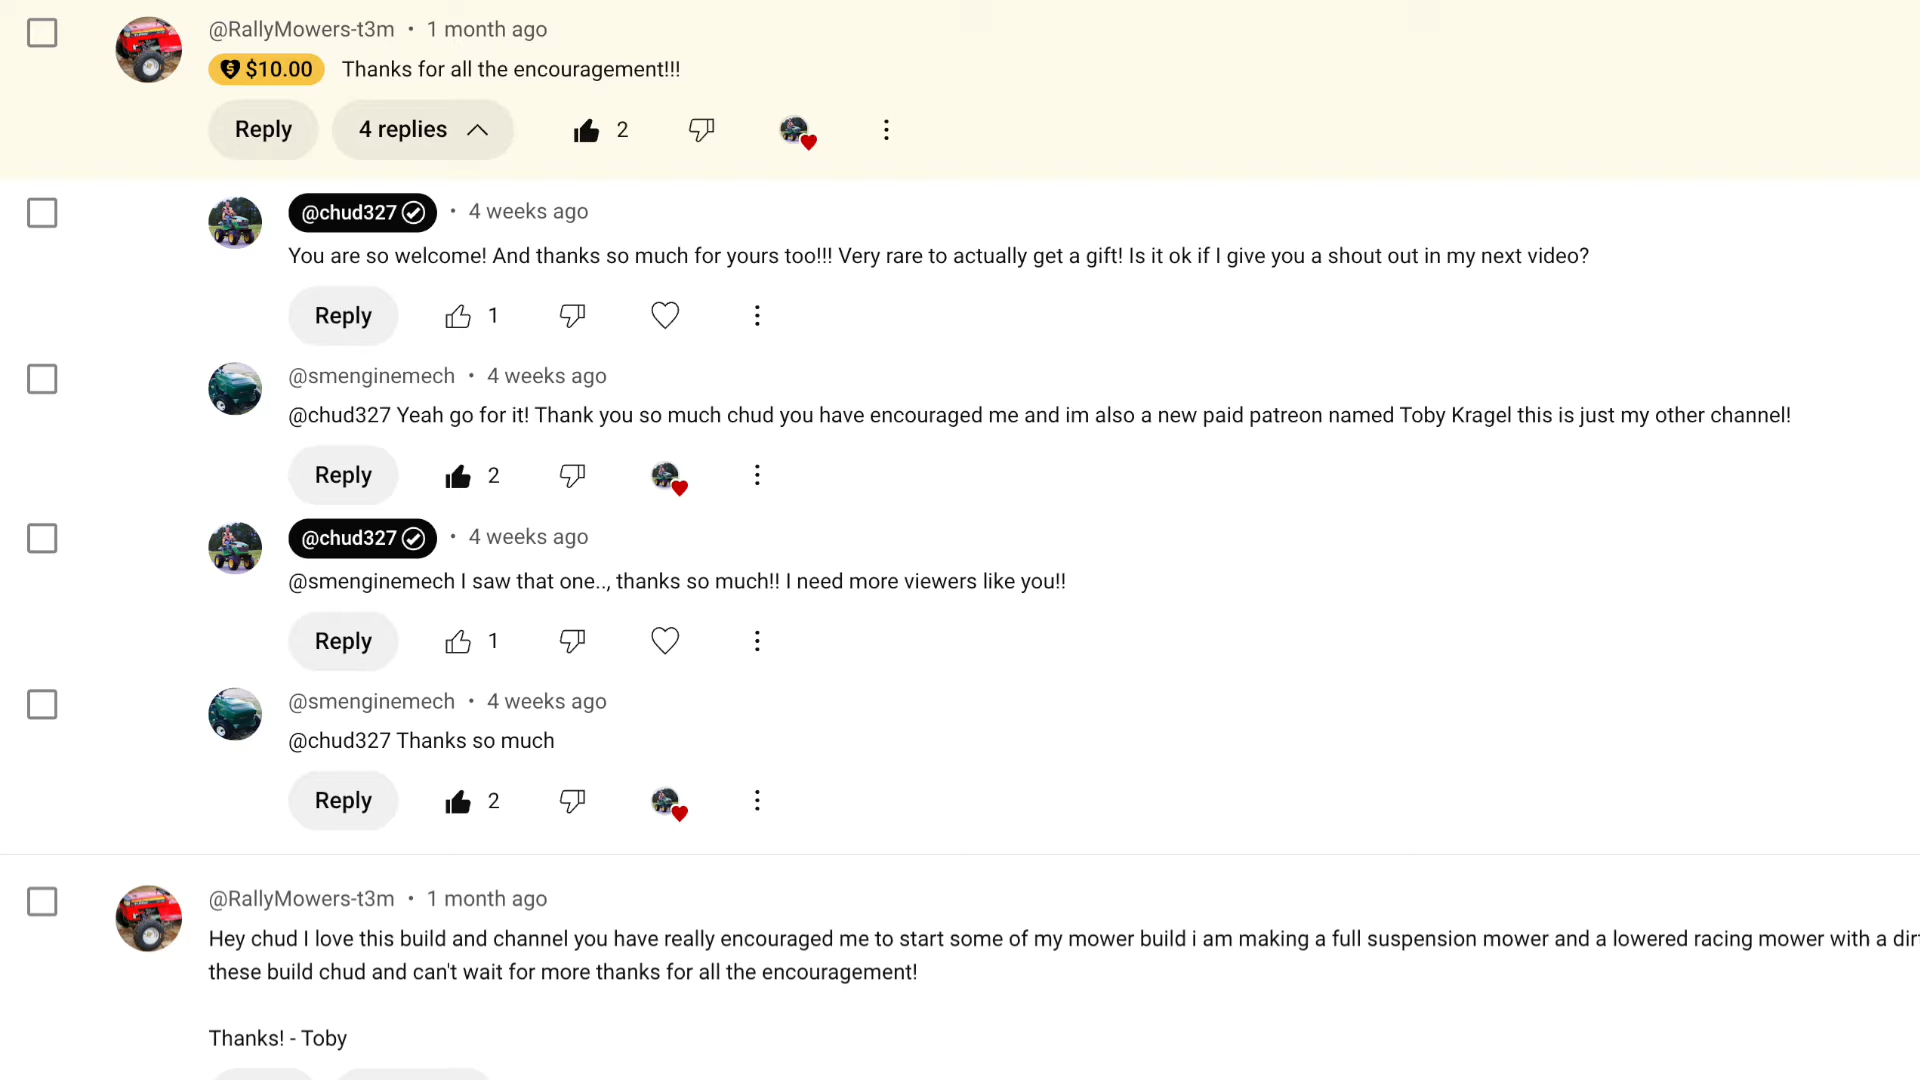 @RallyMowers-t3m • 1 month ago
$10.00 Thanks for all the encouragement!!!
Reply 4 replies 2
@chud327 • 4 weeks ago
You are so welcome! And thanks so much for yours too!!! Very rare to actually get a gift! Is it ok if I give you a shout out in my next video?
Reply 1
@smenginemech • 4 weeks ago
@chud327 Yeah go for it! Thank you so much chud you have encouraged me and im also a new paid patreon named Toby Kragel this is just my other channel!
Reply 2
@chud327 • 4 weeks ago
@smenginemech I saw that one.., thanks so much!! I need more viewers like you!!
Reply 1
@smenginemech • 4 weeks ago
@chud327 Thanks so much
Reply 2
@RallyMowers-t3m • 1 month ago
Hey chud I love this build and channel you have really encouraged me to start some of my mower build i am making a full suspension mower and a lowered racing mower with a
these build chud and can't wait for more thanks for all the encouragement!
Thanks! - Toby